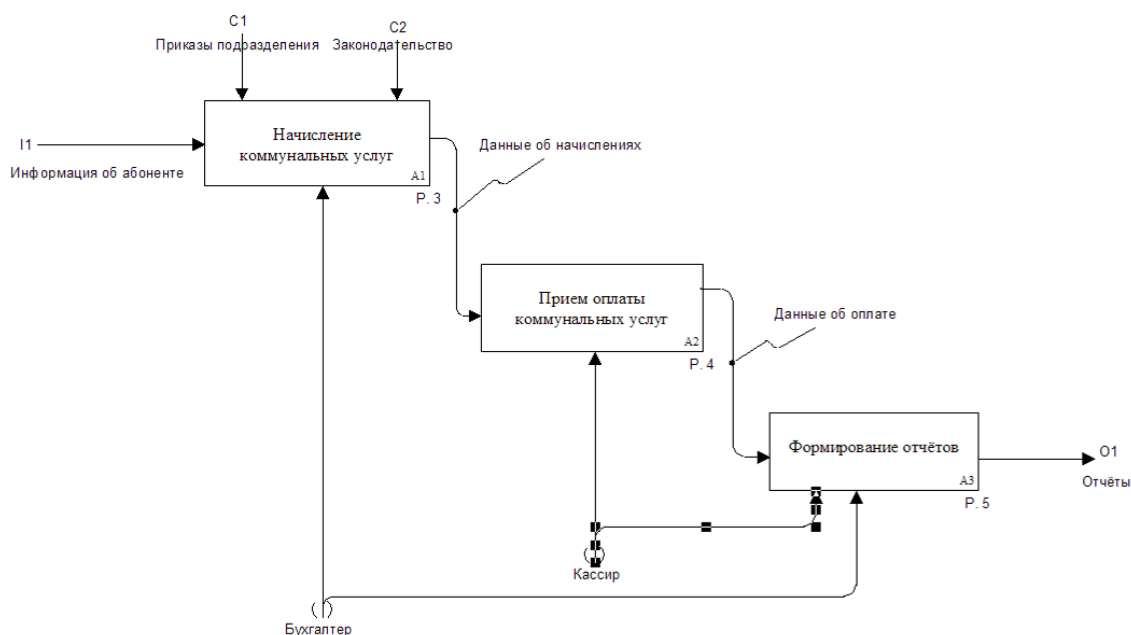 C1
C2
Приказы подразделения
Законодательство
Начисление
коммунальных услуг
I1
Информация об абоненте
A1
P. 3
Данные об начислениях
Прием оплаты
коммунальных услуг
A2
P. 4
Данные об оплате
Формирование отчётов
A3
P. 5
O1
Отчёты
Кассир
Бухгалтер